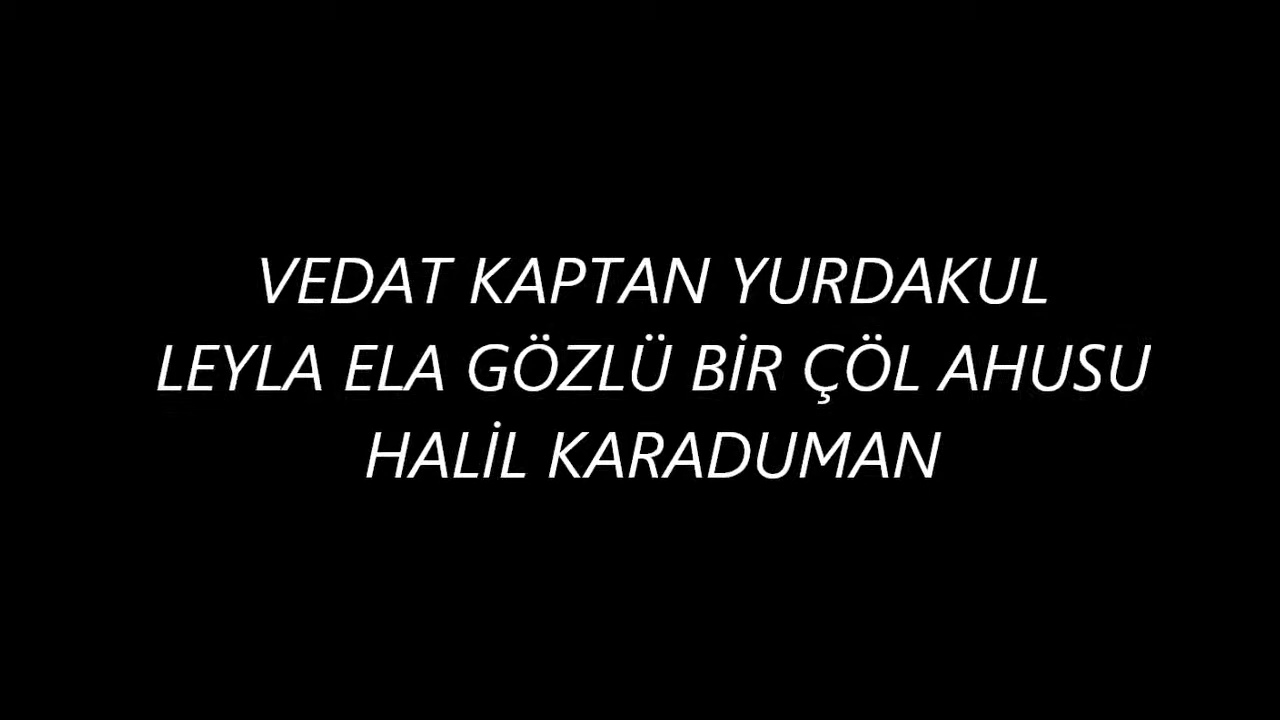 VEDAT KAPTAN YURDAKUL
LEYLA ELA GÖZLÜ BİR ÇÖL AHUSU
HALİL KARADUMAN